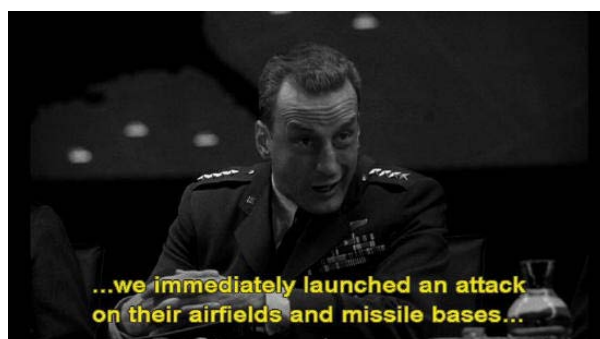 ...we immediately launched an attack
on their airfields and missile bases...